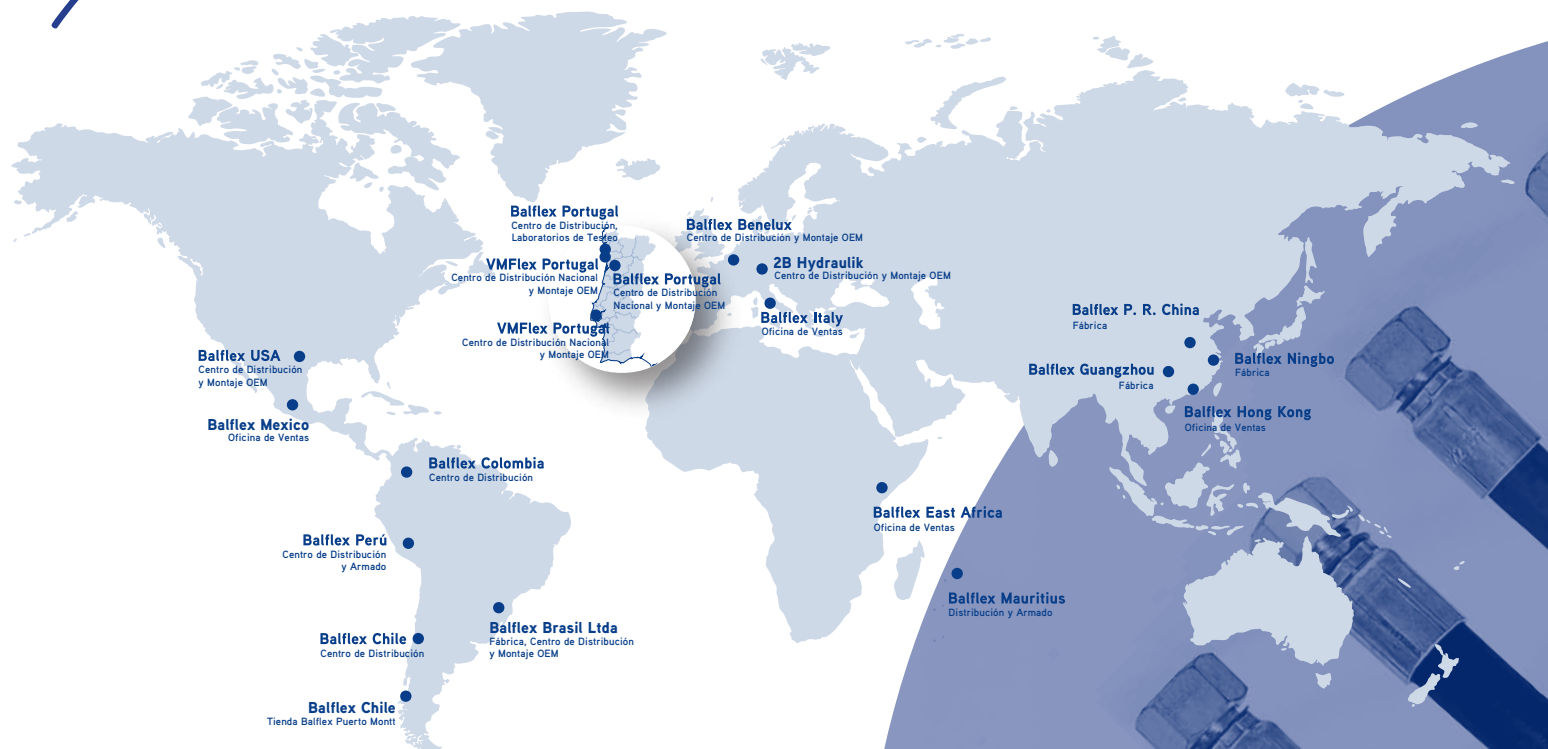 Balflex Portugal
Centro de Distribución,
Laboratorios de Testeo
VMFlex Portugal
Centro de Distribución Nacional
y Montaje OEM
Balflex Portugal
Centro de Distribución
Nacional y Montaje OEM
VMFlex Portugal
Centro de Distribución Nacional
y Montaje OEM
Balflex Benelux
Centro de Distribución y Montaje OEM
2B Hydraulik
Centro de Distribución y Montaje OEM
Balflex Italy
Oficina de Ventas
Balflex P. R. China
Fábrica
Balflex Ningbo
Fábrica
Balflex Guangzhou
Fábrica
Balflex Hong Kong
Oficina de Ventas
Balflex USA
Centro de Distribución
y Montaje OEM
Balflex Mexico
Oficina de Ventas
Balflex Colombia
Centro de Distribución
Balflex East Africa
Oficina de Ventas
Balflex Perú
Centro de Distribución
y Armado
Balflex Mauritius
Distribución y Armado
Balflex Brasil Ltda
Fábrica, Centro de Distribución
y Montaje OEM
Balflex Chile
Centro de Distribución
Balflex Chile
Tienda Balflex Puerto Montt